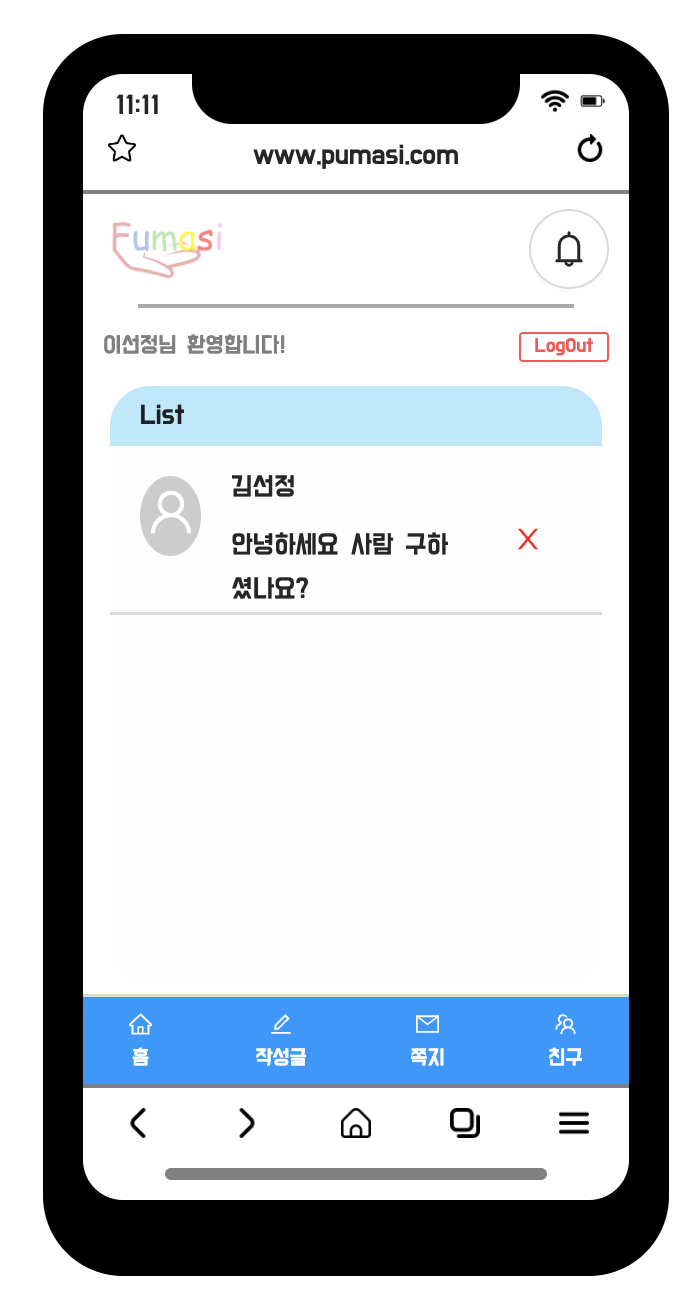 11:11
www.pumasi.com
Fumasi
이선정님 환영합니다!
LogOut
List
김선정
안녕하세요 사람 구하
셨나요?
X
홈
작성글
쪽지
친구